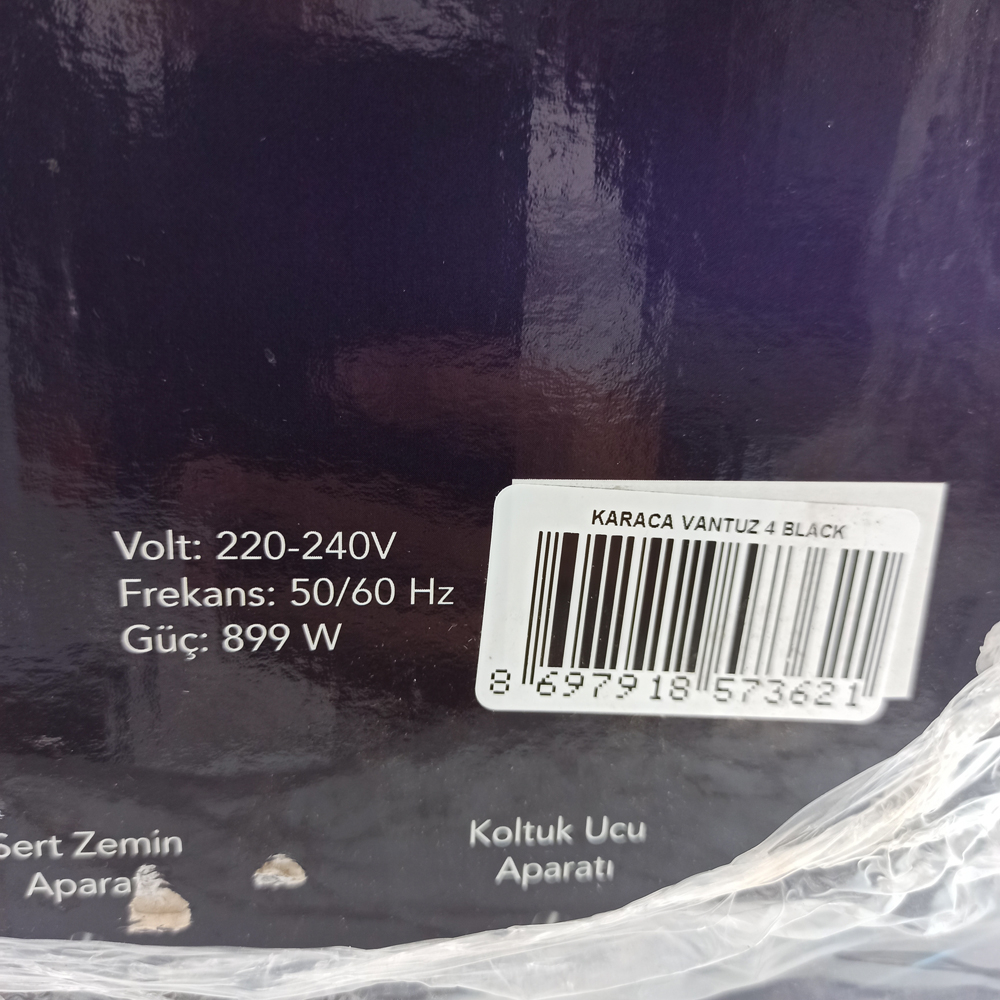 KARACA VANTUZ 4 BLACK
8 697918 573621
Volt: 220-240V
Frekans: 50/60 Hz
Güç: 899 W
Sert Zemin
Koltuk Ucu
Aparatı